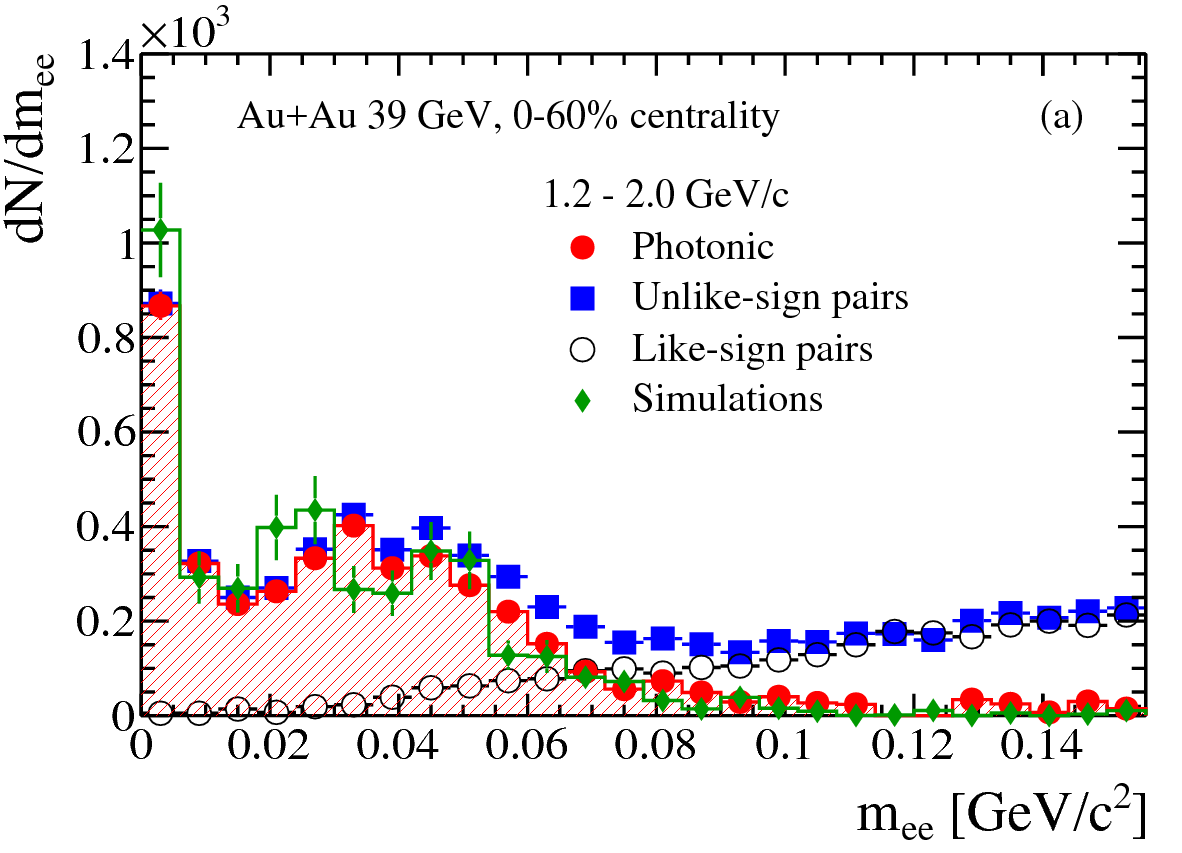 ×10³
dN/dmₑₑ
1.4
1.2
1
0.8
0.6
0.4
0.2
0
Au+Au 39 GeV, 0-60% centrality
(a)
1.2 - 2.0 GeV/c
Photonic
Unlike-sign pairs
Like-sign pairs
Simulations
0 0.02 0.04 0.06 0.08 0.1 0.12 0.14
mₑₑ [GeV/c²]